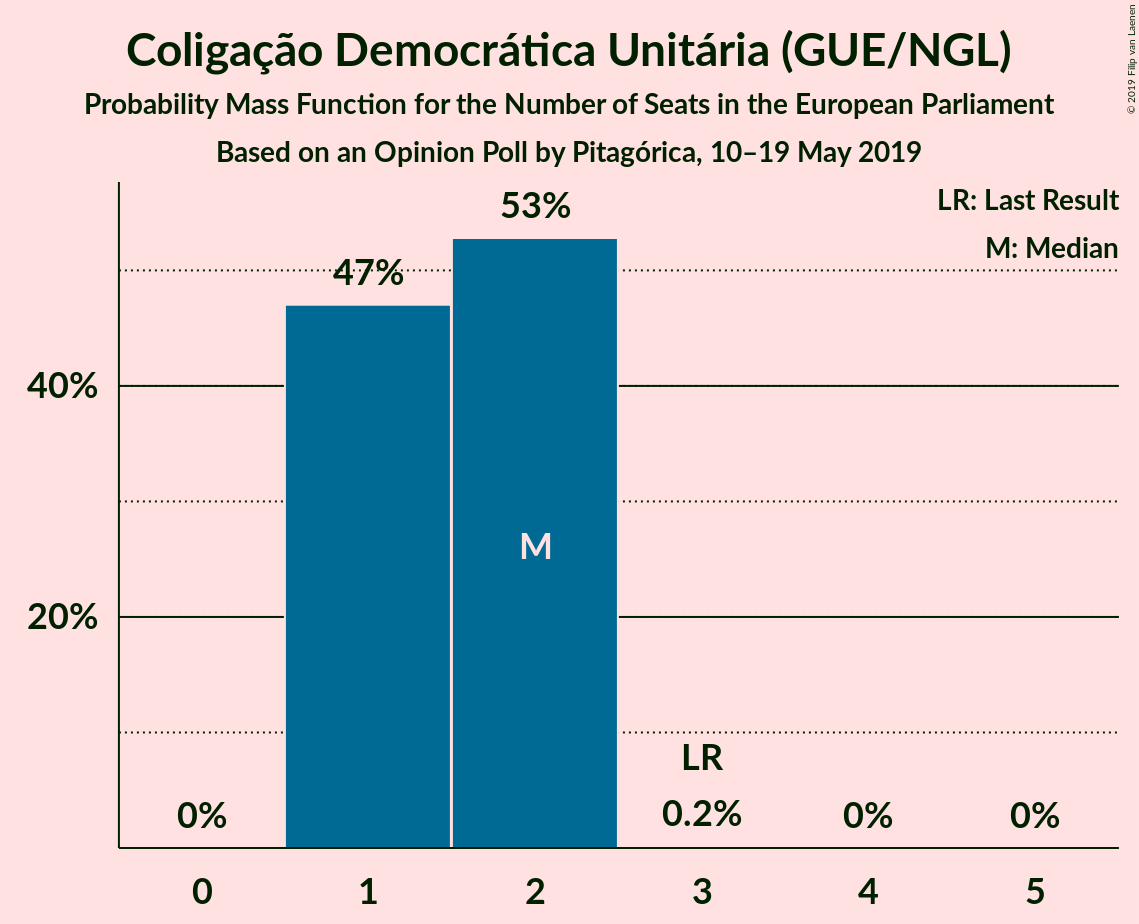 Coligação Democrática Unitária (GUE/NGL)
Probability Mass Function for the Number of Seats in the European Parliament
Based on an Opinion Poll by Pitagórica, 10–19 May 2019
© 2019 Filip van Laenen
LR: Last Result
M: Median
53%
47%
40%
M
20%
LR
0% 0.2% 0% 0%
0 1 2 3 4 5